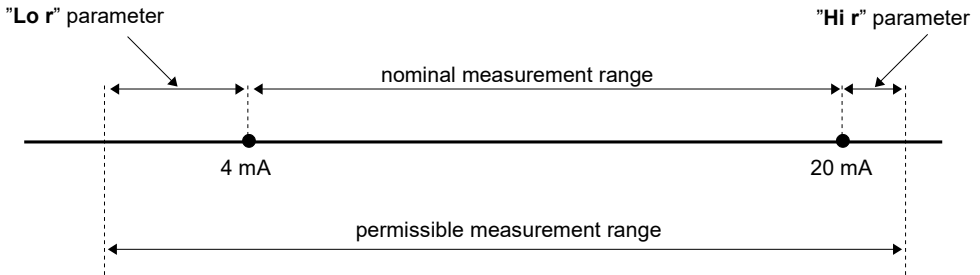 ”Lo r” parameter
”Hi r” parameter
nominal measurement range
4 mA
20 mA
permissible measurement range